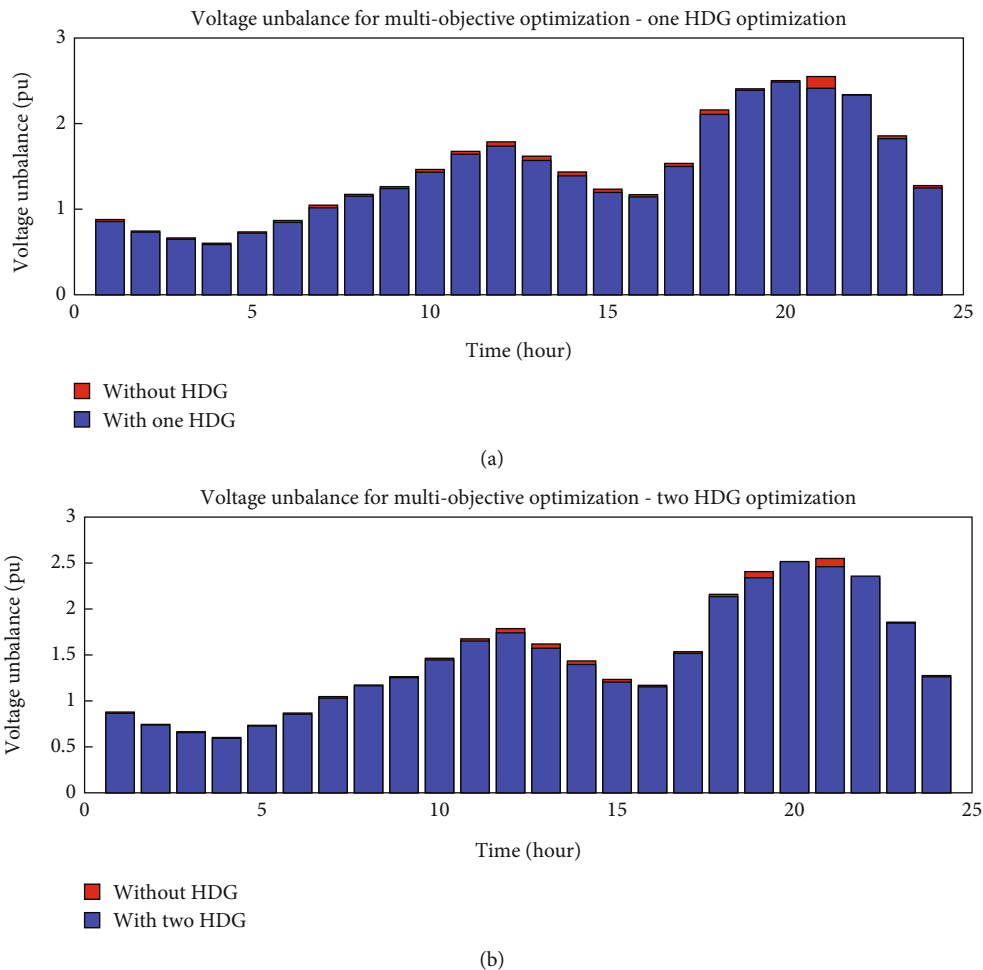 Voltage unbalance for multi-objective optimization - one HDG optimization
3
2
1
0
Voltage unbalance (pu)
0 5 10 15 20 25
Time (hour)
Without HDG
With one HDG
(a)
Voltage unbalance for multi-objective optimization - two HDG optimization
3
2.5
2
1.5
1
0.5
0
Voltage unbalance (pu)
0 5 10 15 20 25
Time (hour)
Without HDG
With two HDG
(b)